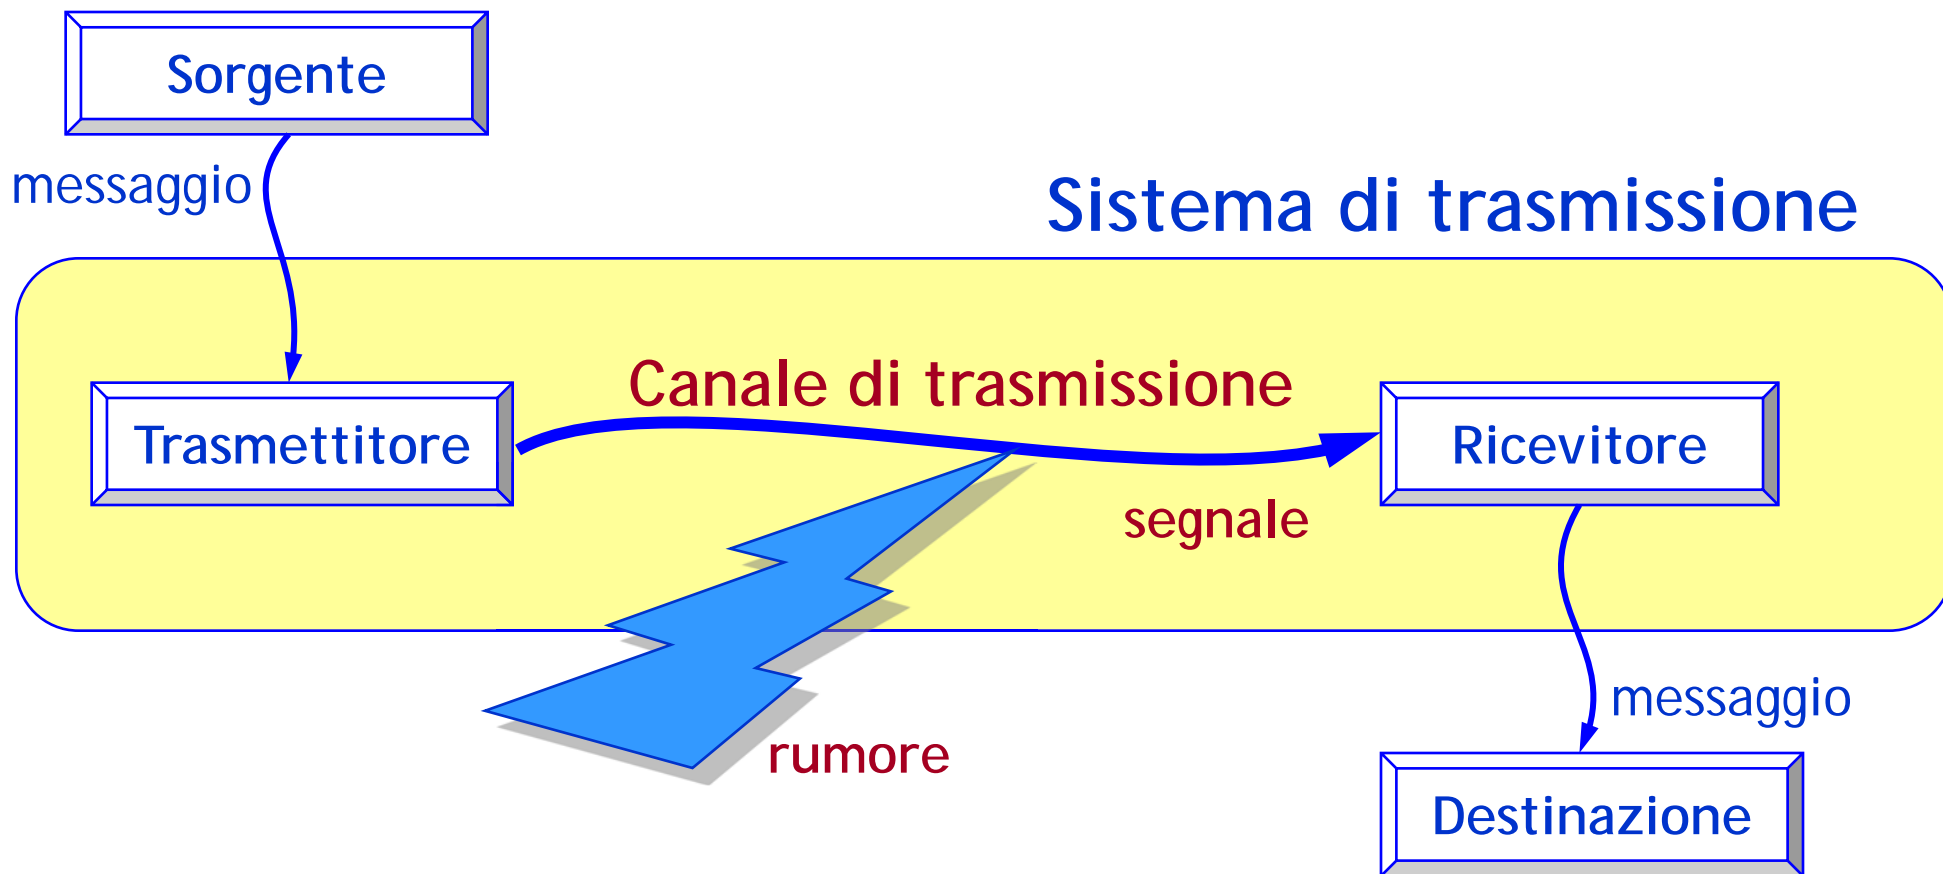 Sorgente
messaggio
Sistema di trasmissione
Canale di trasmissione
Trasmettitore
Ricevitore
segnale
messaggio
rumore
Destinazione